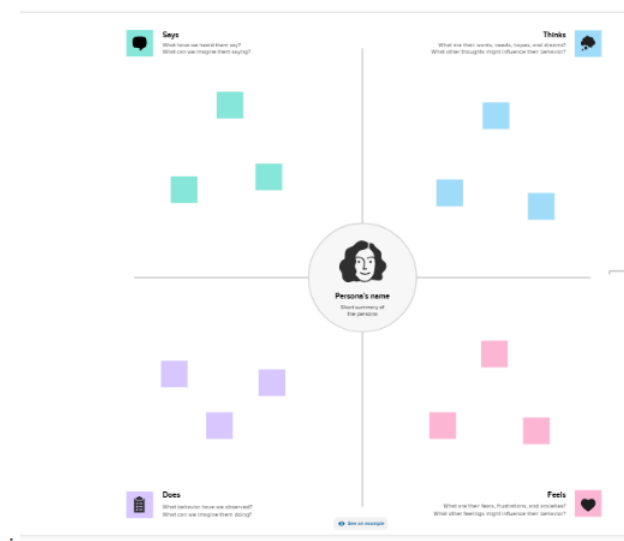 Says
What have we heard them say?
What can we imagine them saying?
Thinks
What are their wants, needs, hopes, and dreams?
What other thoughts might influence their behavior?
Persona's name
Short summary of
the persona
Does
What behavior have we observed?
What can we imagine them doing?
Feels
What are their fears, frustrations, and anxieties?
What other feelings might influence their behavior?
See an example